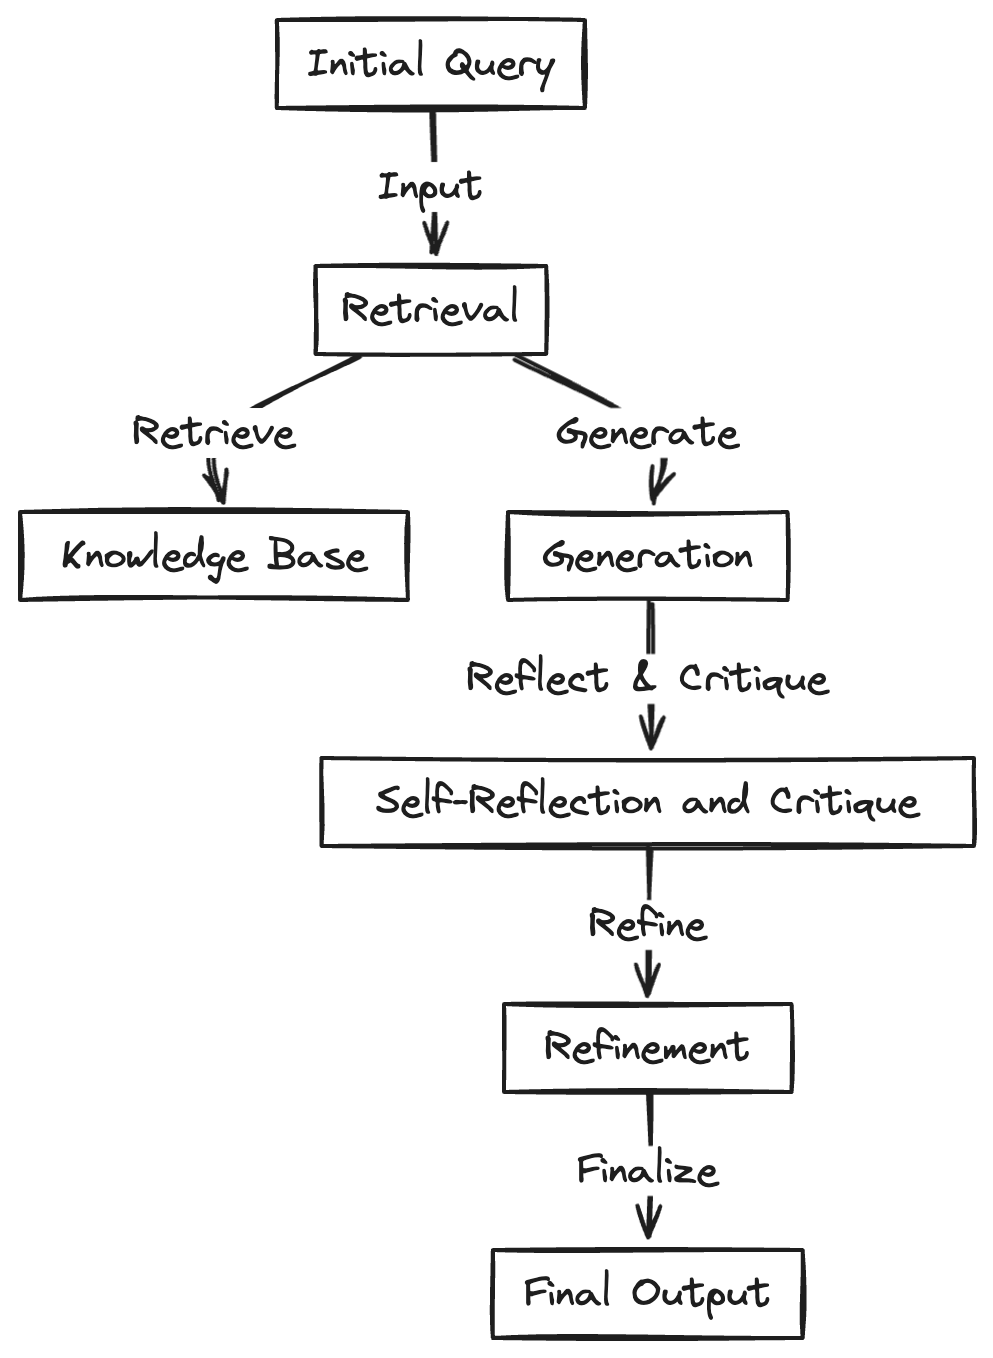 Initial Query
Input
Retrieval
Retrieve
Generate
Knowledge Base
Generation
Reflect & Critique
Self-Reflection and Critique
Refine
Refinement
Finalize
Final Output